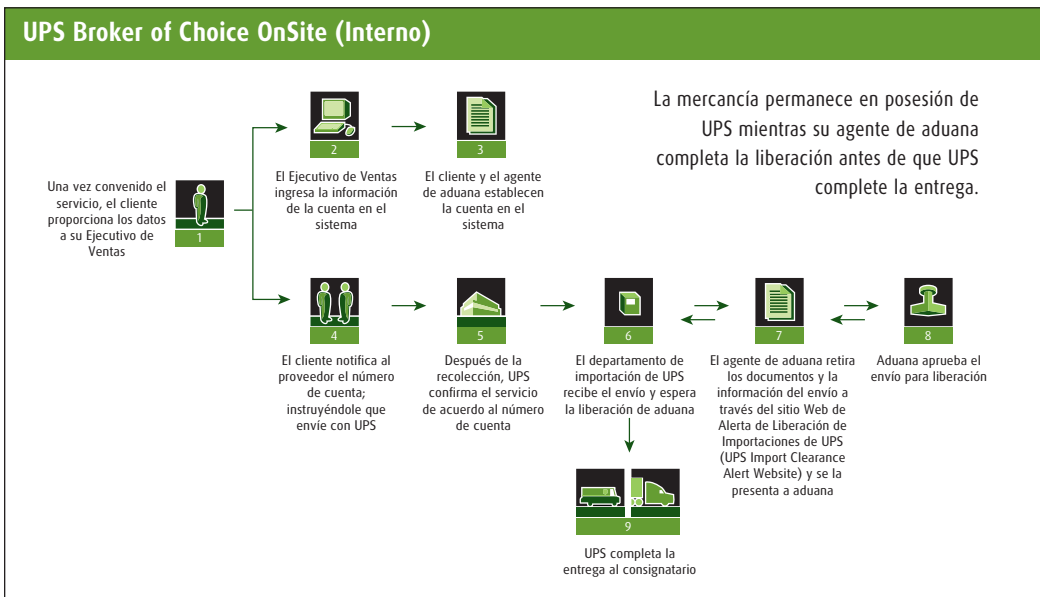 UPS Broker of Choice OnSite (Interno)
La mercancía permanece en posesión de
UPS mientras su agente de aduana
completa la liberación antes de que UPS
complete la entrega.
Una vez convenido el
servicio, el cliente
proporciona los datos
a su Ejecutivo de
Ventas
1
2
El Ejecutivo de Ventas
ingresa la información
de la cuenta en el
sistema
3
El cliente y el agente
de aduana establecen
la cuenta en el
sistema
4
El cliente notifica al
proveedor el número
de cuenta;
instruyéndole que
envíe con UPS
5
Después de la
recolección, UPS
confirma el servicio
de acuerdo al número
de cuenta
6
El departamento de
importación de UPS
recibe el envío y espera
la liberación de aduana
7
El agente de aduana retira
los documentos y la
información del envío a
través del sitio Web de
Alerta de Liberación de
Importaciones de UPS
(UPS Import Clearance
Alert Website) y se la
presenta a aduana
8
Aduana aprueba el
envío para liberación
9
UPS completa la
entrega al consignatario